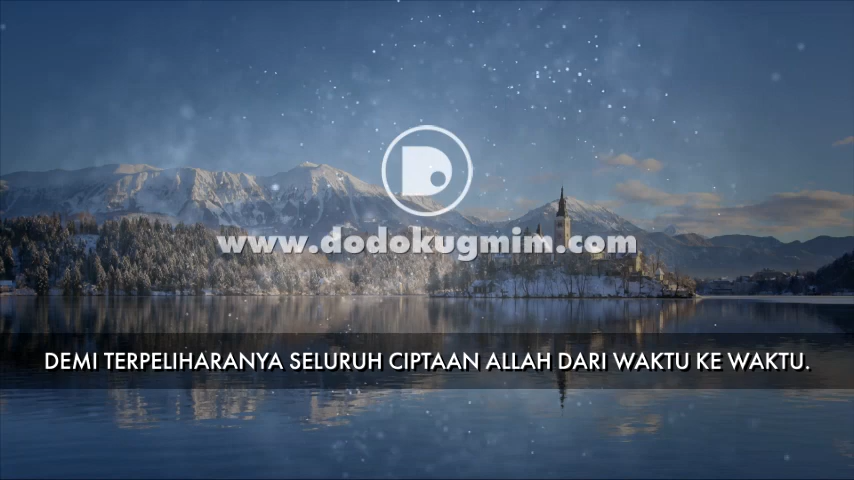 www.dodokugmim.com
DEMI TERPELIHARANYA SELURUH CIPTAAN ALLAH DARI WAKTU KE WAKTU.